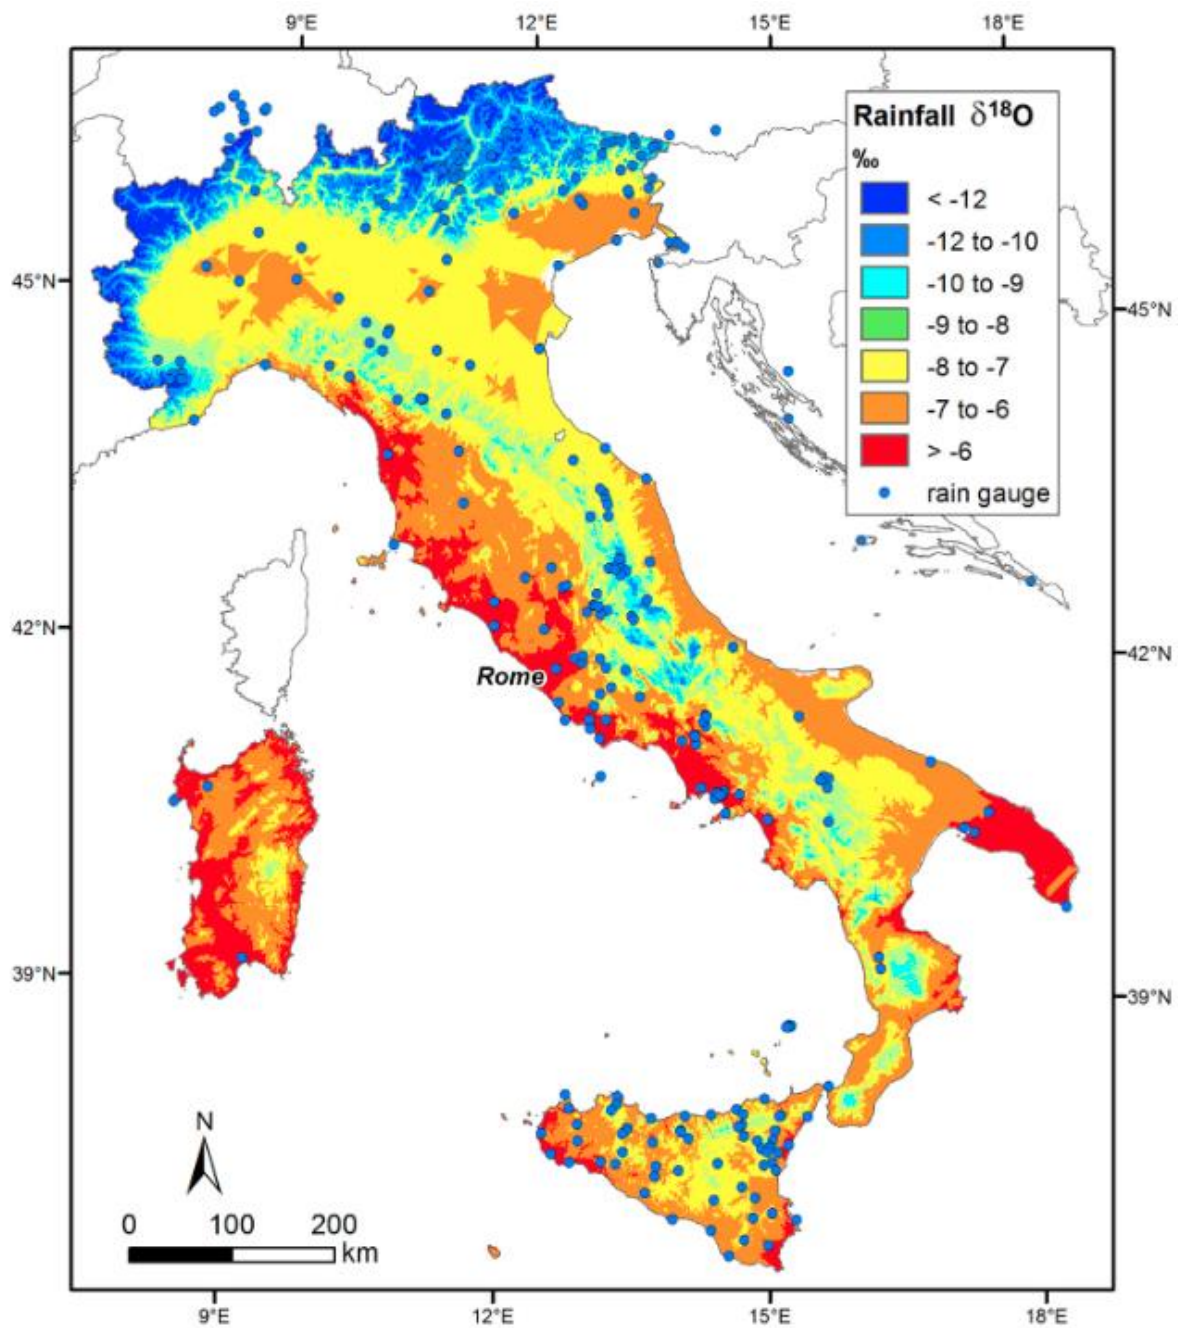 9°E 12°E 15°E 18°E
Rainfall δ18O
‰
< -12
-12 to -10
-10 to -9
-9 to -8
-8 to -7
-7 to -6
> -6
rain gauge
45°N 45°N
42°N 42°N
Rome
39°N 39°N
N
0 100 200
km
9°E 12°E 15°E 18°E